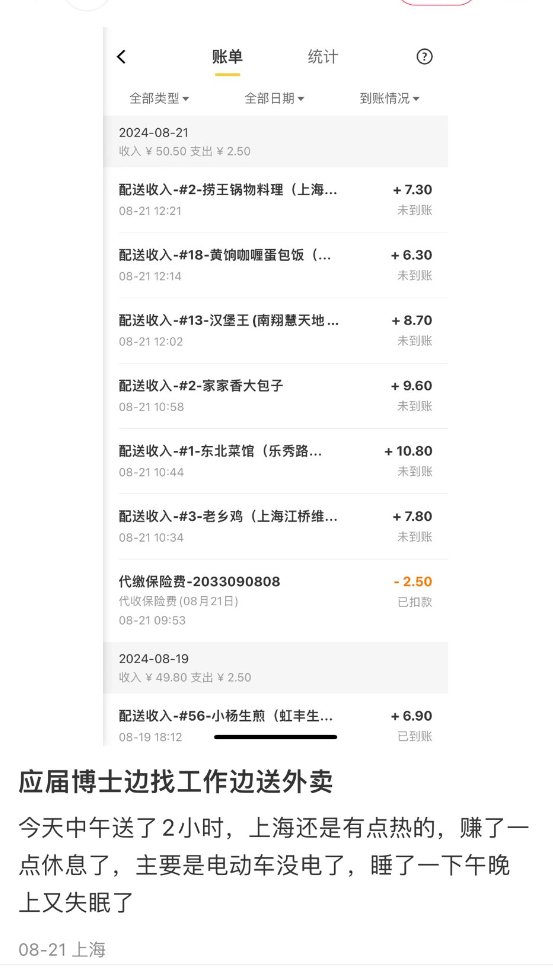 账单 统计
全部类型 全部日期 到账情况
2024-08-21
收入 ¥ 50.50 支出 ¥ 2.50
配送收入-#2-捞王锅物料理（上海... + 7.30
08-21 12:21 未到账
配送收入-#18-黄饷咖喱蛋包饭（... + 6.30
08-21 12:14 未到账
配送收入-#13-汉堡王(南翔慧天地... + 8.70
08-21 12:02 未到账
配送收入-#2-家家香大包子 + 9.60
08-21 10:58 未到账
配送收入-#1-东北菜馆（乐秀路... + 10.80
08-21 10:44 未到账
配送收入-#3-老乡鸡（上海江桥维... + 7.80
08-21 10:34 未到账
代缴保险费-2033090808 - 2.50
代收保险费(08月21日) 已扣款
08-21 09:53
2024-08-19
收入 ¥ 49.80 支出 ¥ 2.50
配送收入-#56-小杨生煎（虹丰生... + 6.90
08-19 18:12 已到账
应届博士边找工作边送外卖
今天中午送了2小时，上海还是有点热的，赚了一
点休息了，主要是电动车没电了，睡了一下午晚
上又失眠了
08-21 上海